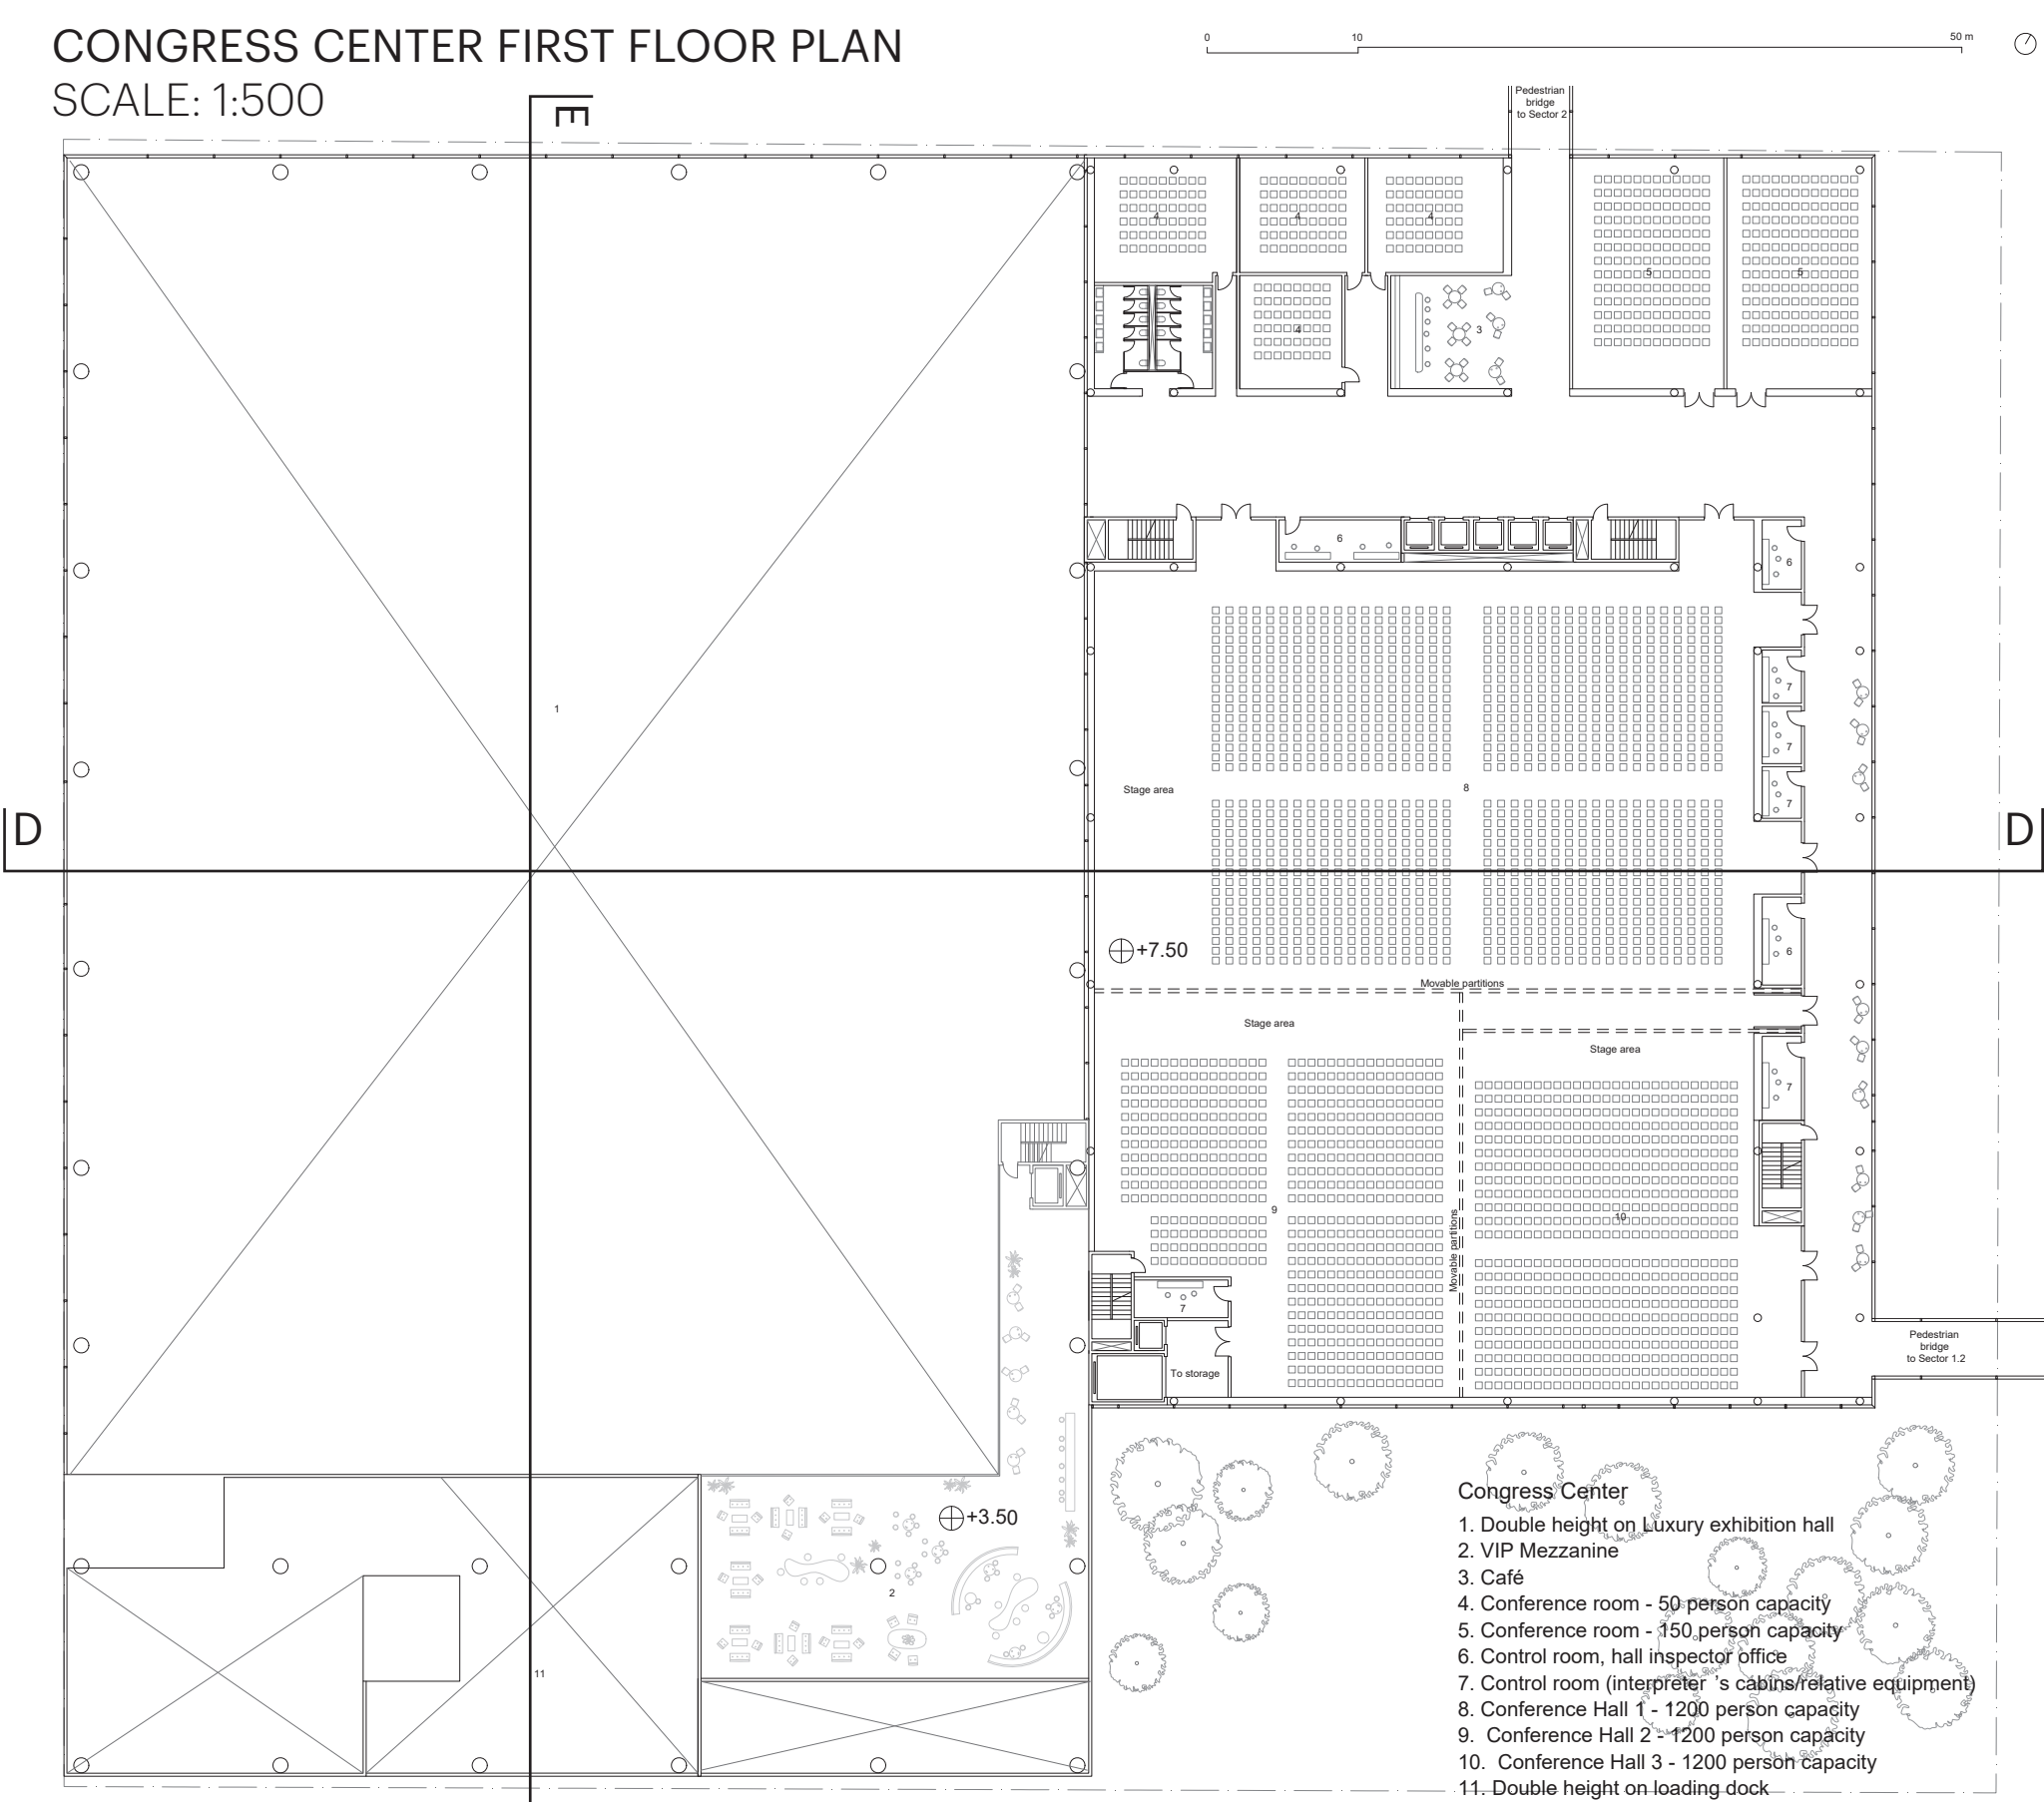 CONGRESS CENTER FIRST FLOOR PLAN
SCALE: 1:500
0
10
50 m
E
Pedestrian
bridge
to Sector 2
4
4
4
5
5
4
3
6
6
1
7
7
7
Stage area
8
D
D
+7.50
6
Movable partitions
Stage area
Stage area
7
9
10
Movable partitions
7
To storage
Pedestrian
bridge
to Sector 1.2
+3.50
2
11
Congress Center
1. Double height on Luxury exhibition hall
2. VIP Mezzanine
3. Café
4. Conference room - 50 person capacity
5. Conference room - 150 person capacity
6. Control room, hall inspector office
7. Control room (interpreter 's cabins/relative equipment)
8. Conference Hall 1 - 1200 person capacity
9. Conference Hall 2 - 1200 person capacity
10. Conference Hall 3 - 1200 person capacity
11. Double height on loading dock